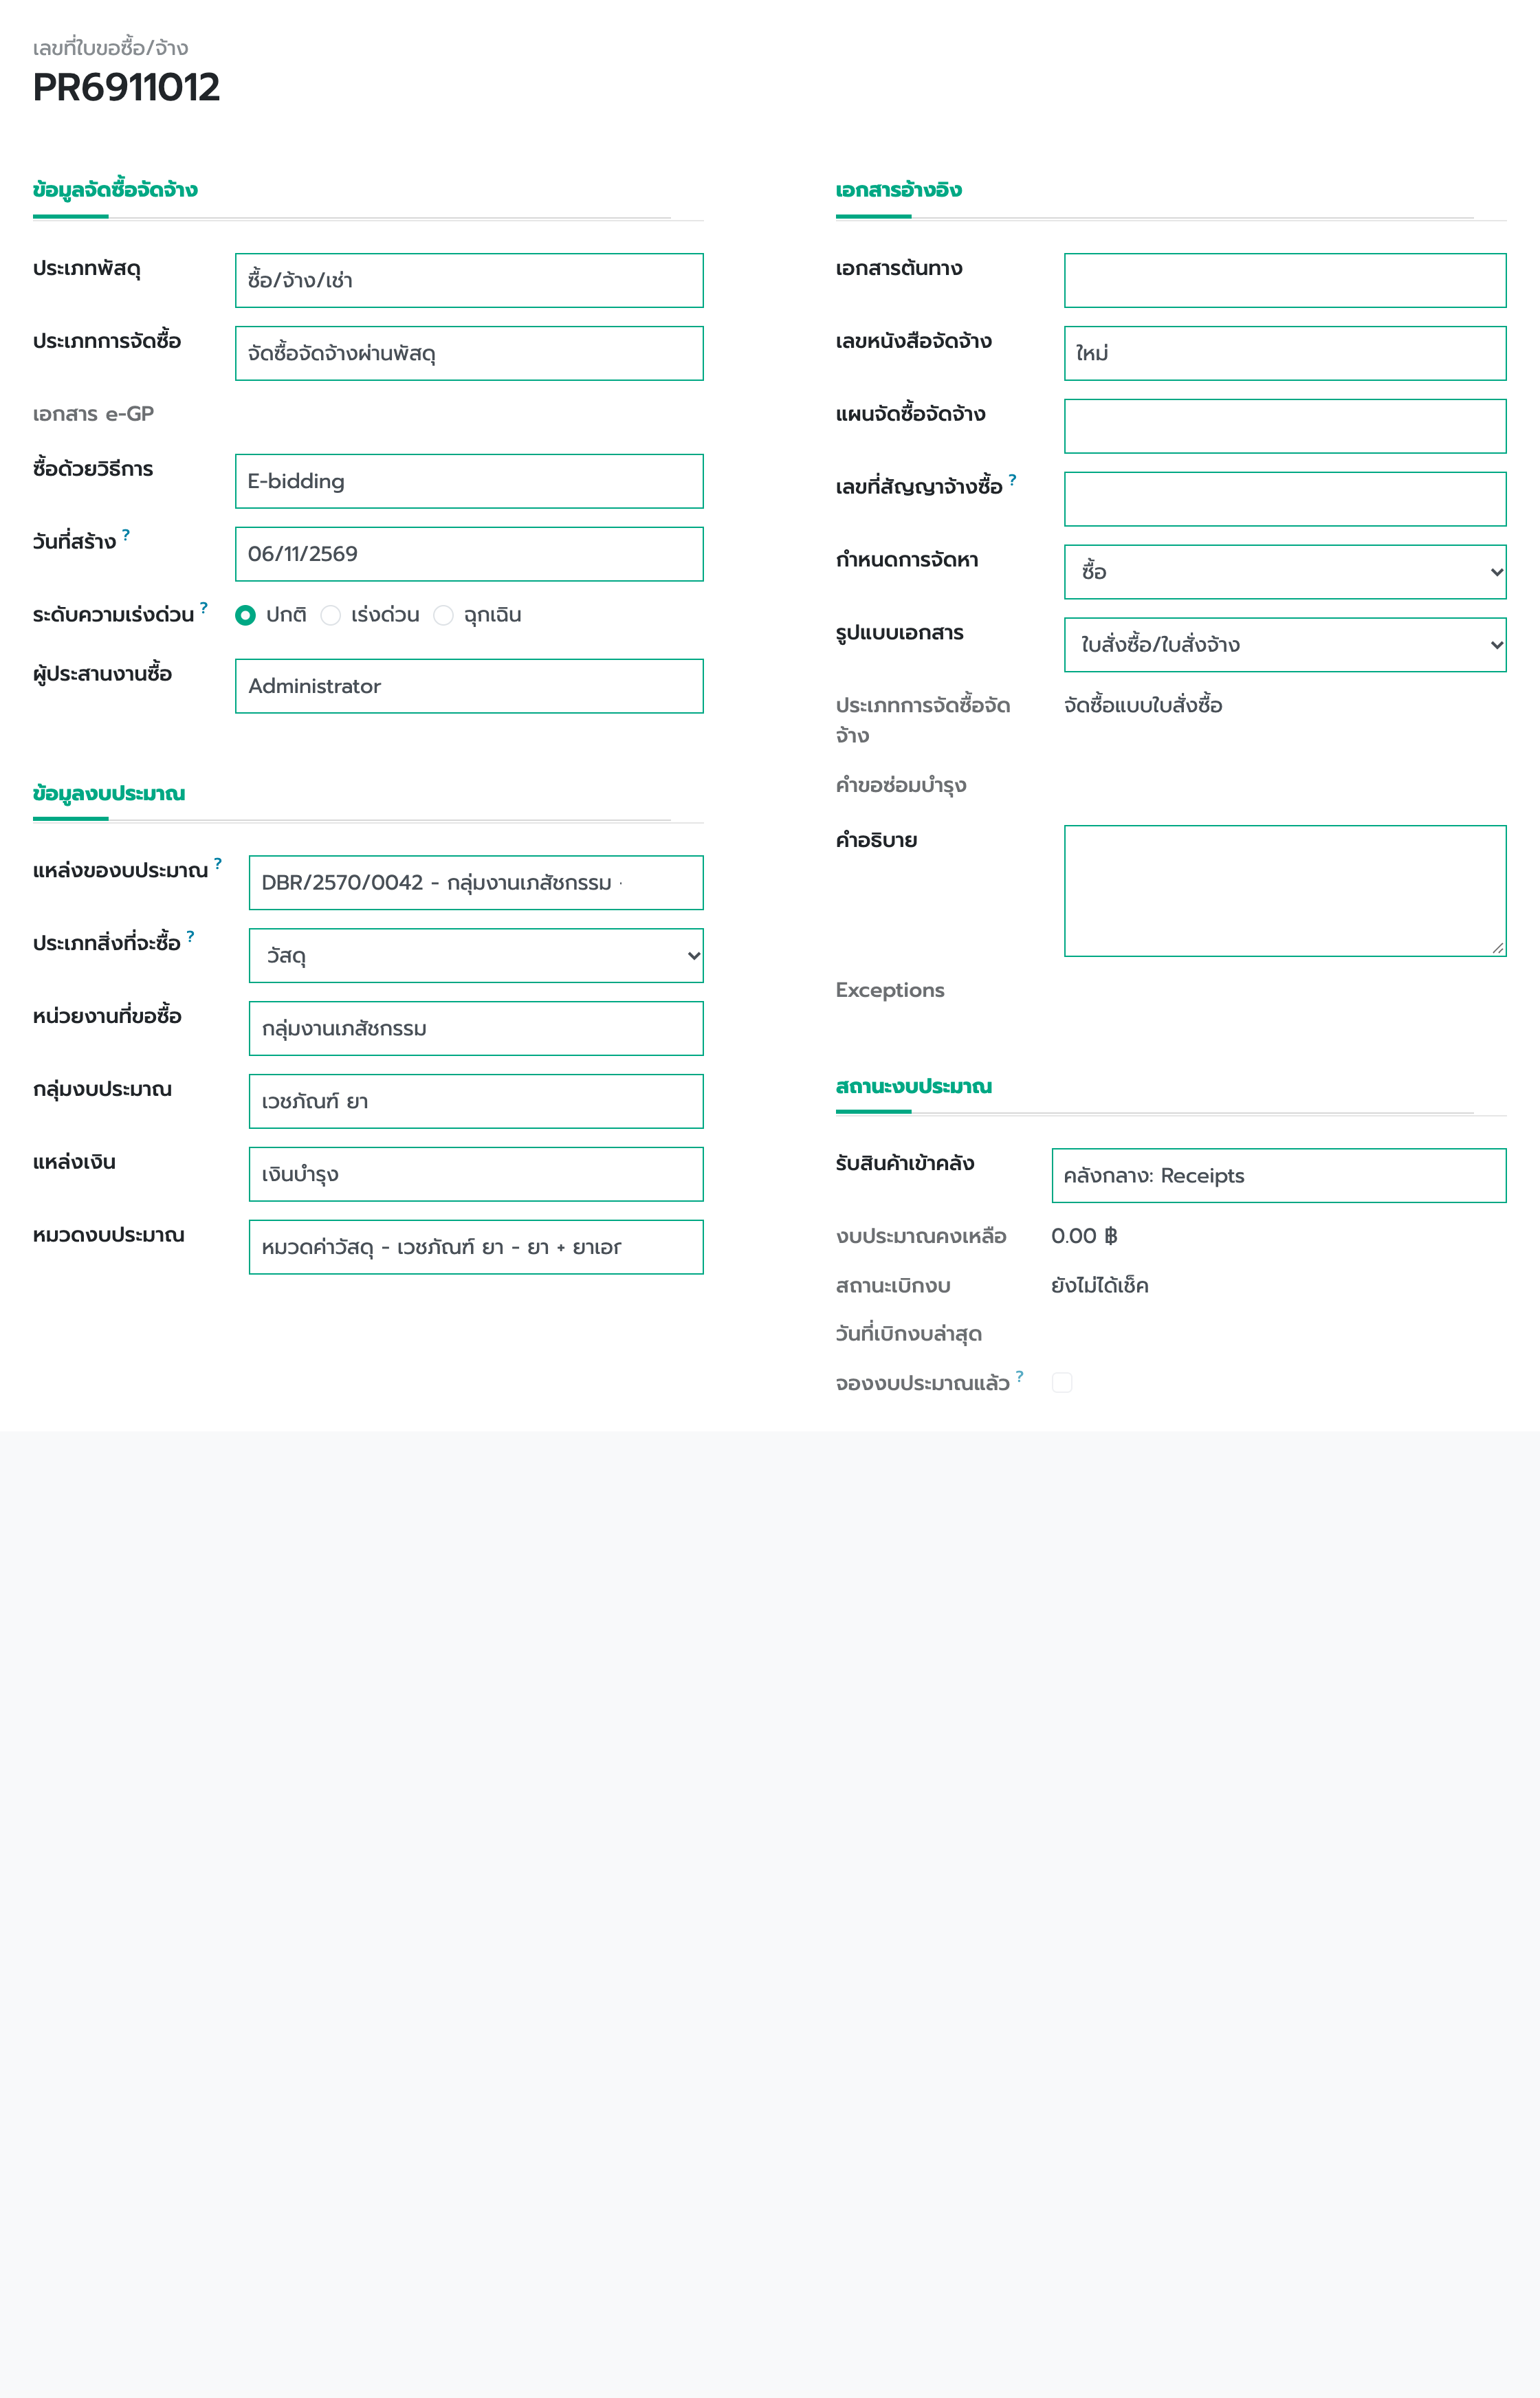 เลขที่ใบขอซื้อ/จ้าง
PR6911012
ข้อมูลจัดซื้อจัดจ้าง
ประเภทพัสดุ
ซื้อ/จ้าง/เช่า
ประเภทการจัดซื้อ
จัดซื้อจัดจ้างผ่านพัสดุ
เอกสาร e-GP
ซื้อด้วยวิธีการ
E-bidding
วันที่สร้าง ?
06/11/2569
ระดับความเร่งด่วน ?
ปกติ เร่งด่วน ฉุกเฉิน
ผู้ประสานงานซื้อ
Administrator
ข้อมูลงบประมาณ
แหล่งของบประมาณ ?
DBR/2570/0042 - กลุ่มงานเภสัชกรรม
ประเภทสิ่งที่จะซื้อ ?
วัสดุ
หน่วยงานที่ขอซื้อ
กลุ่มงานเภสัชกรรม
กลุ่มงบประมาณ
เวชภัณฑ์ ยา
แหล่งเงิน
เงินบำรุง
หมวดงบประมาณ
หมวดค่าวัสดุ - เวชภัณฑ์ ยา - ยา +
เอกสารอ้างอิง
เอกสารต้นทาง
เลขหนังสือจัดจ้าง
ใหม่
แผนจัดซื้อจัดจ้าง
เลขที่สัญญาจ้างซื้อ ?
กำหนดการจัดหา
ซื้อ
รูปแบบเอกสาร
ใบสั่งซื้อ/ใบสั่งจ้าง
ประเภทการจัดซื้อจัด
จ้าง
จัดซื้อแบบใบสั่งซื้อ
คำขอซ่อมบำรุง
คำอธิบาย
Exceptions
สถานะงบประมาณ
รับสินค้าเข้าคลัง
คลังกลาง: Receipts
งบประมาณคงเหลือ
0.00 ฿
สถานะเบิกงบ
ยังไม่ได้เช็ค
วันที่เบิกงบล่าสุด
จองงบประมาณแล้ว ?